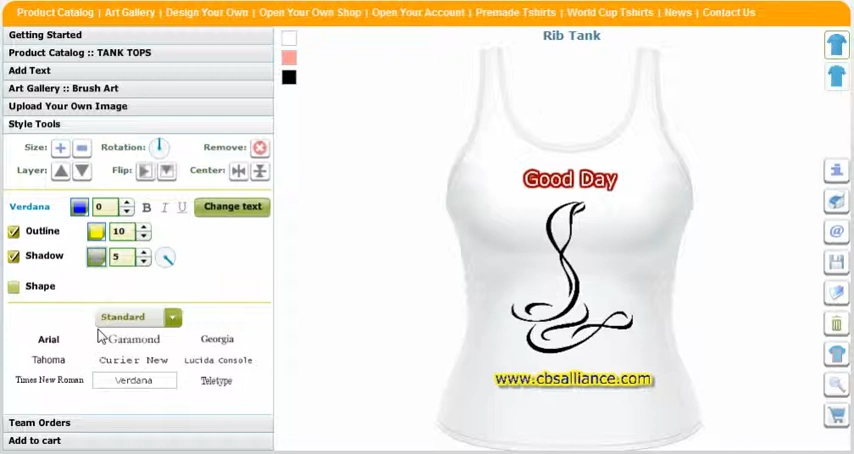 Product Catalog | Art Gallery | Design Your Own | Open Your Own Shop | Open Your Account | Premade Tshirts | World Cup Tshirts | News | Contact Us
Getting Started
Product Catalog :: TANK TOPS
Add Text
Art Gallery :: Brush Art
Upload Your Own Image
Style Tools
Size: Rotation: Remove:
Layer: Flip: Center:
Verdana 0 B I U Change text
Outline 10
Shadow 5
Shape
Standard
Arial Garamond Georgia
Tahoma Curier New Lucida Console
Times New Roman Verdana Teletype
Team Orders
Add to cart
Rib Tank
Good Day
www.cbsalliance.com